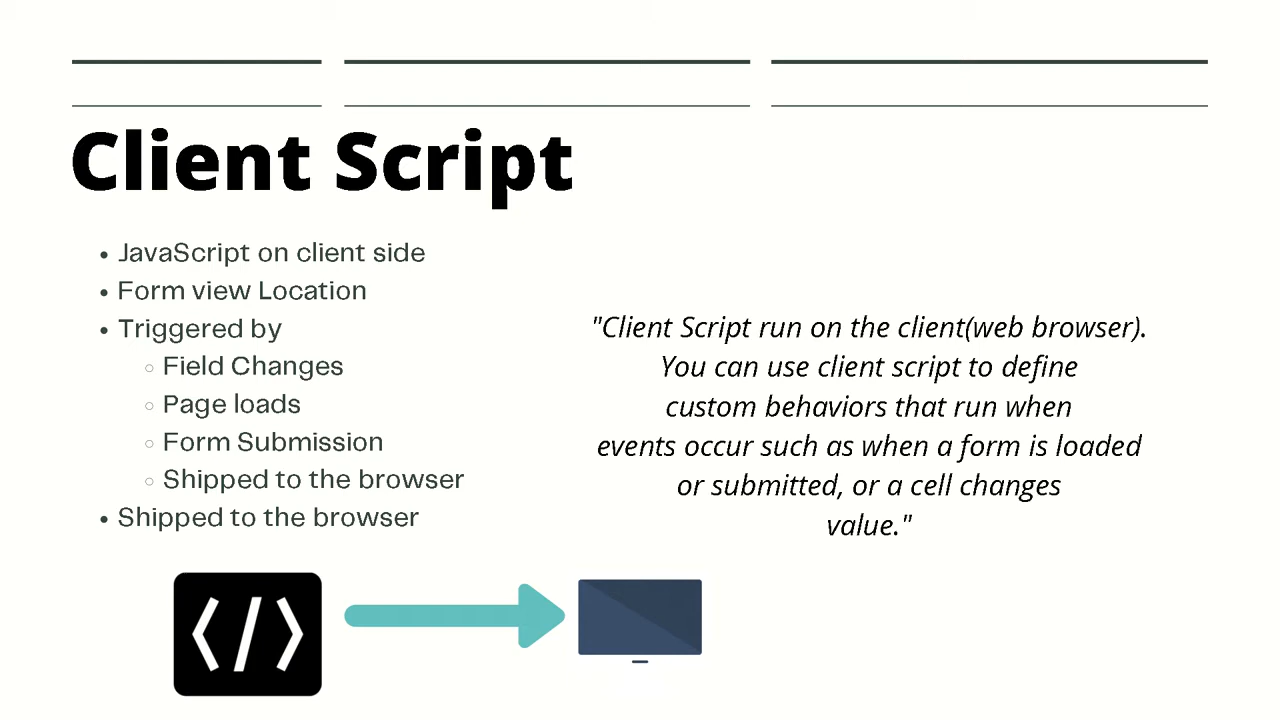 Client Script
• JavaScript on client side
• Form view Location
• Triggered by
○ Field Changes
○ Page loads
○ Form Submission
○ Shipped to the browser
• Shipped to the browser
"Client Script run on the client(web browser).
You can use client script to define
custom behaviors that run when
events occur such as when a form is loaded
or submitted, or a cell changes
value."
</>